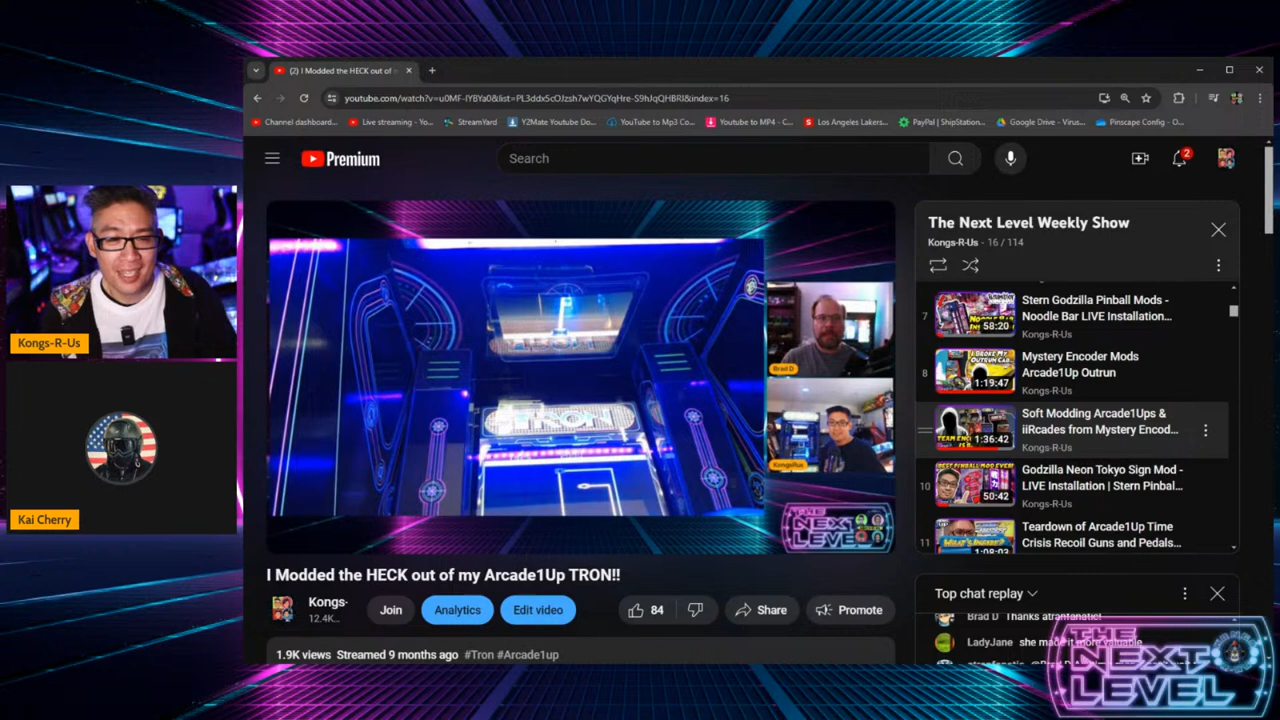 (2) I Modded the HECK out of
youtube.com/watch?v=u0MF-lYBYa0&list=PL3ddx5cOJzsh7wYQGYqHre-S9hJqQHBRl&index=16
Channel dashboard...
Live streaming - Yo...
StreamYard
Y2Mate Youtube Do...
YouTube to Mp3 Co...
Youtube to MP4 - C...
Los Angeles Lakers...
PayPal | ShipStation...
Google Drive - Virus...
Pinscape Config - O...
Premium
Search
2
Kongs-R-Us
Kai Cherry
TRON
Brad D
KongsRus
THE NEXT LEVEL
The Next Level Weekly Show
Kongs-R-Us - 16 / 114
7
58:20
Stern Godzilla Pinball Mods -
Noodle Bar LIVE Installation...
Kongs-R-Us
8
1:19:47
Mystery Encoder Mods
Arcade1Up Outrun
Kongs-R-Us
1:36:42
Soft Modding Arcade1Ups &
iiRcades from Mystery Encod...
Kongs-R-Us
10
50:42
Godzilla Neon Tokyo Sign Mod -
LIVE Installation | Stern Pinbal...
Kongs-R-Us
11
1:08:03
Teardown of Arcade1Up Time
Crisis Recoil Guns and Pedals...
I Modded the HECK out of my Arcade1Up TRON!!
Kongs-
12.4K...
Join
Analytics
Edit video
84
Share
Promote
1.9K views Streamed 9 months ago #Tron #Arcade1up
Top chat replay
Brad D Thanks atranfanatic!
LadyJane she made it more valuable
THE
NEXT
LEVEL